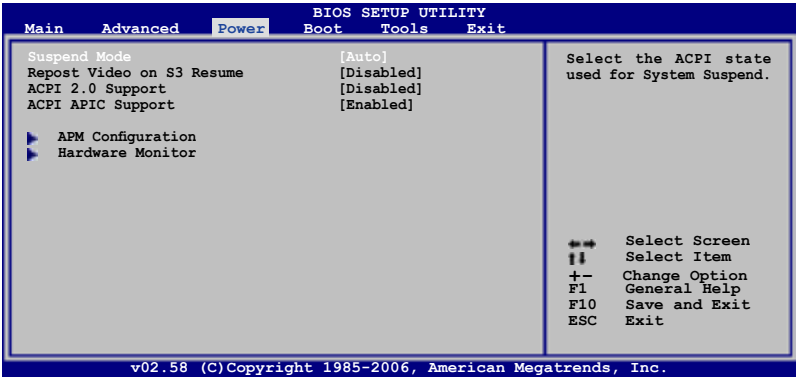 BIOS SETUP UTILITY
Main Advanced Power Boot Tools Exit
Suspend Mode [Auto]
Repost Video on S3 Resume [Disabled]
ACPI 2.0 Support [Disabled]
ACPI APIC Support [Enabled]
APM Configuration
Hardware Monitor
Select the ACPI state
used for System Suspend.
Select Screen
Select Item
+- Change Option
F1 General Help
F10 Save and Exit
ESC Exit
v02.58 (C)Copyright 1985-2006, American Megatrends, Inc.